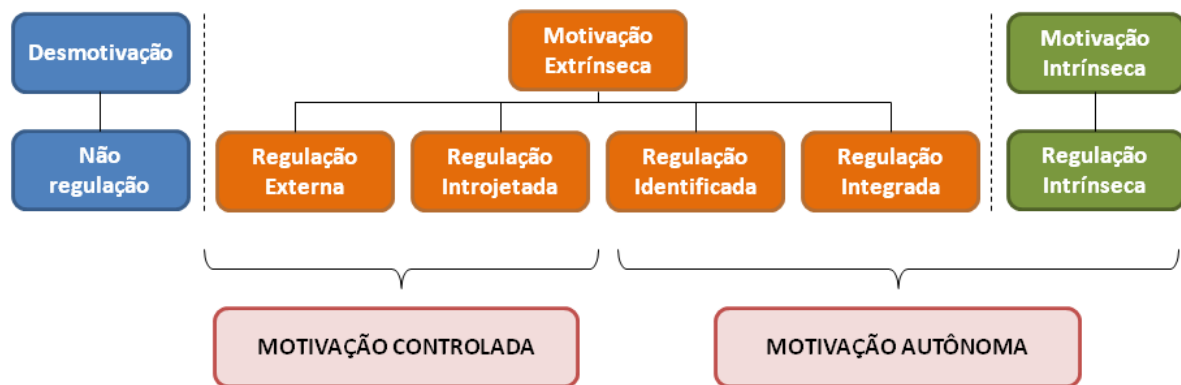 Desmotivação
Motivação
Extrínseca
Motivação
Intrínseca
Não
regulação
Regulação
Externa
Regulação
Introjetada
Regulação
Identificada
Regulação
Integrada
Regulação
Intrínseca
MOTIVAÇÃO CONTROLADA
MOTIVAÇÃO AUTÔNOMA